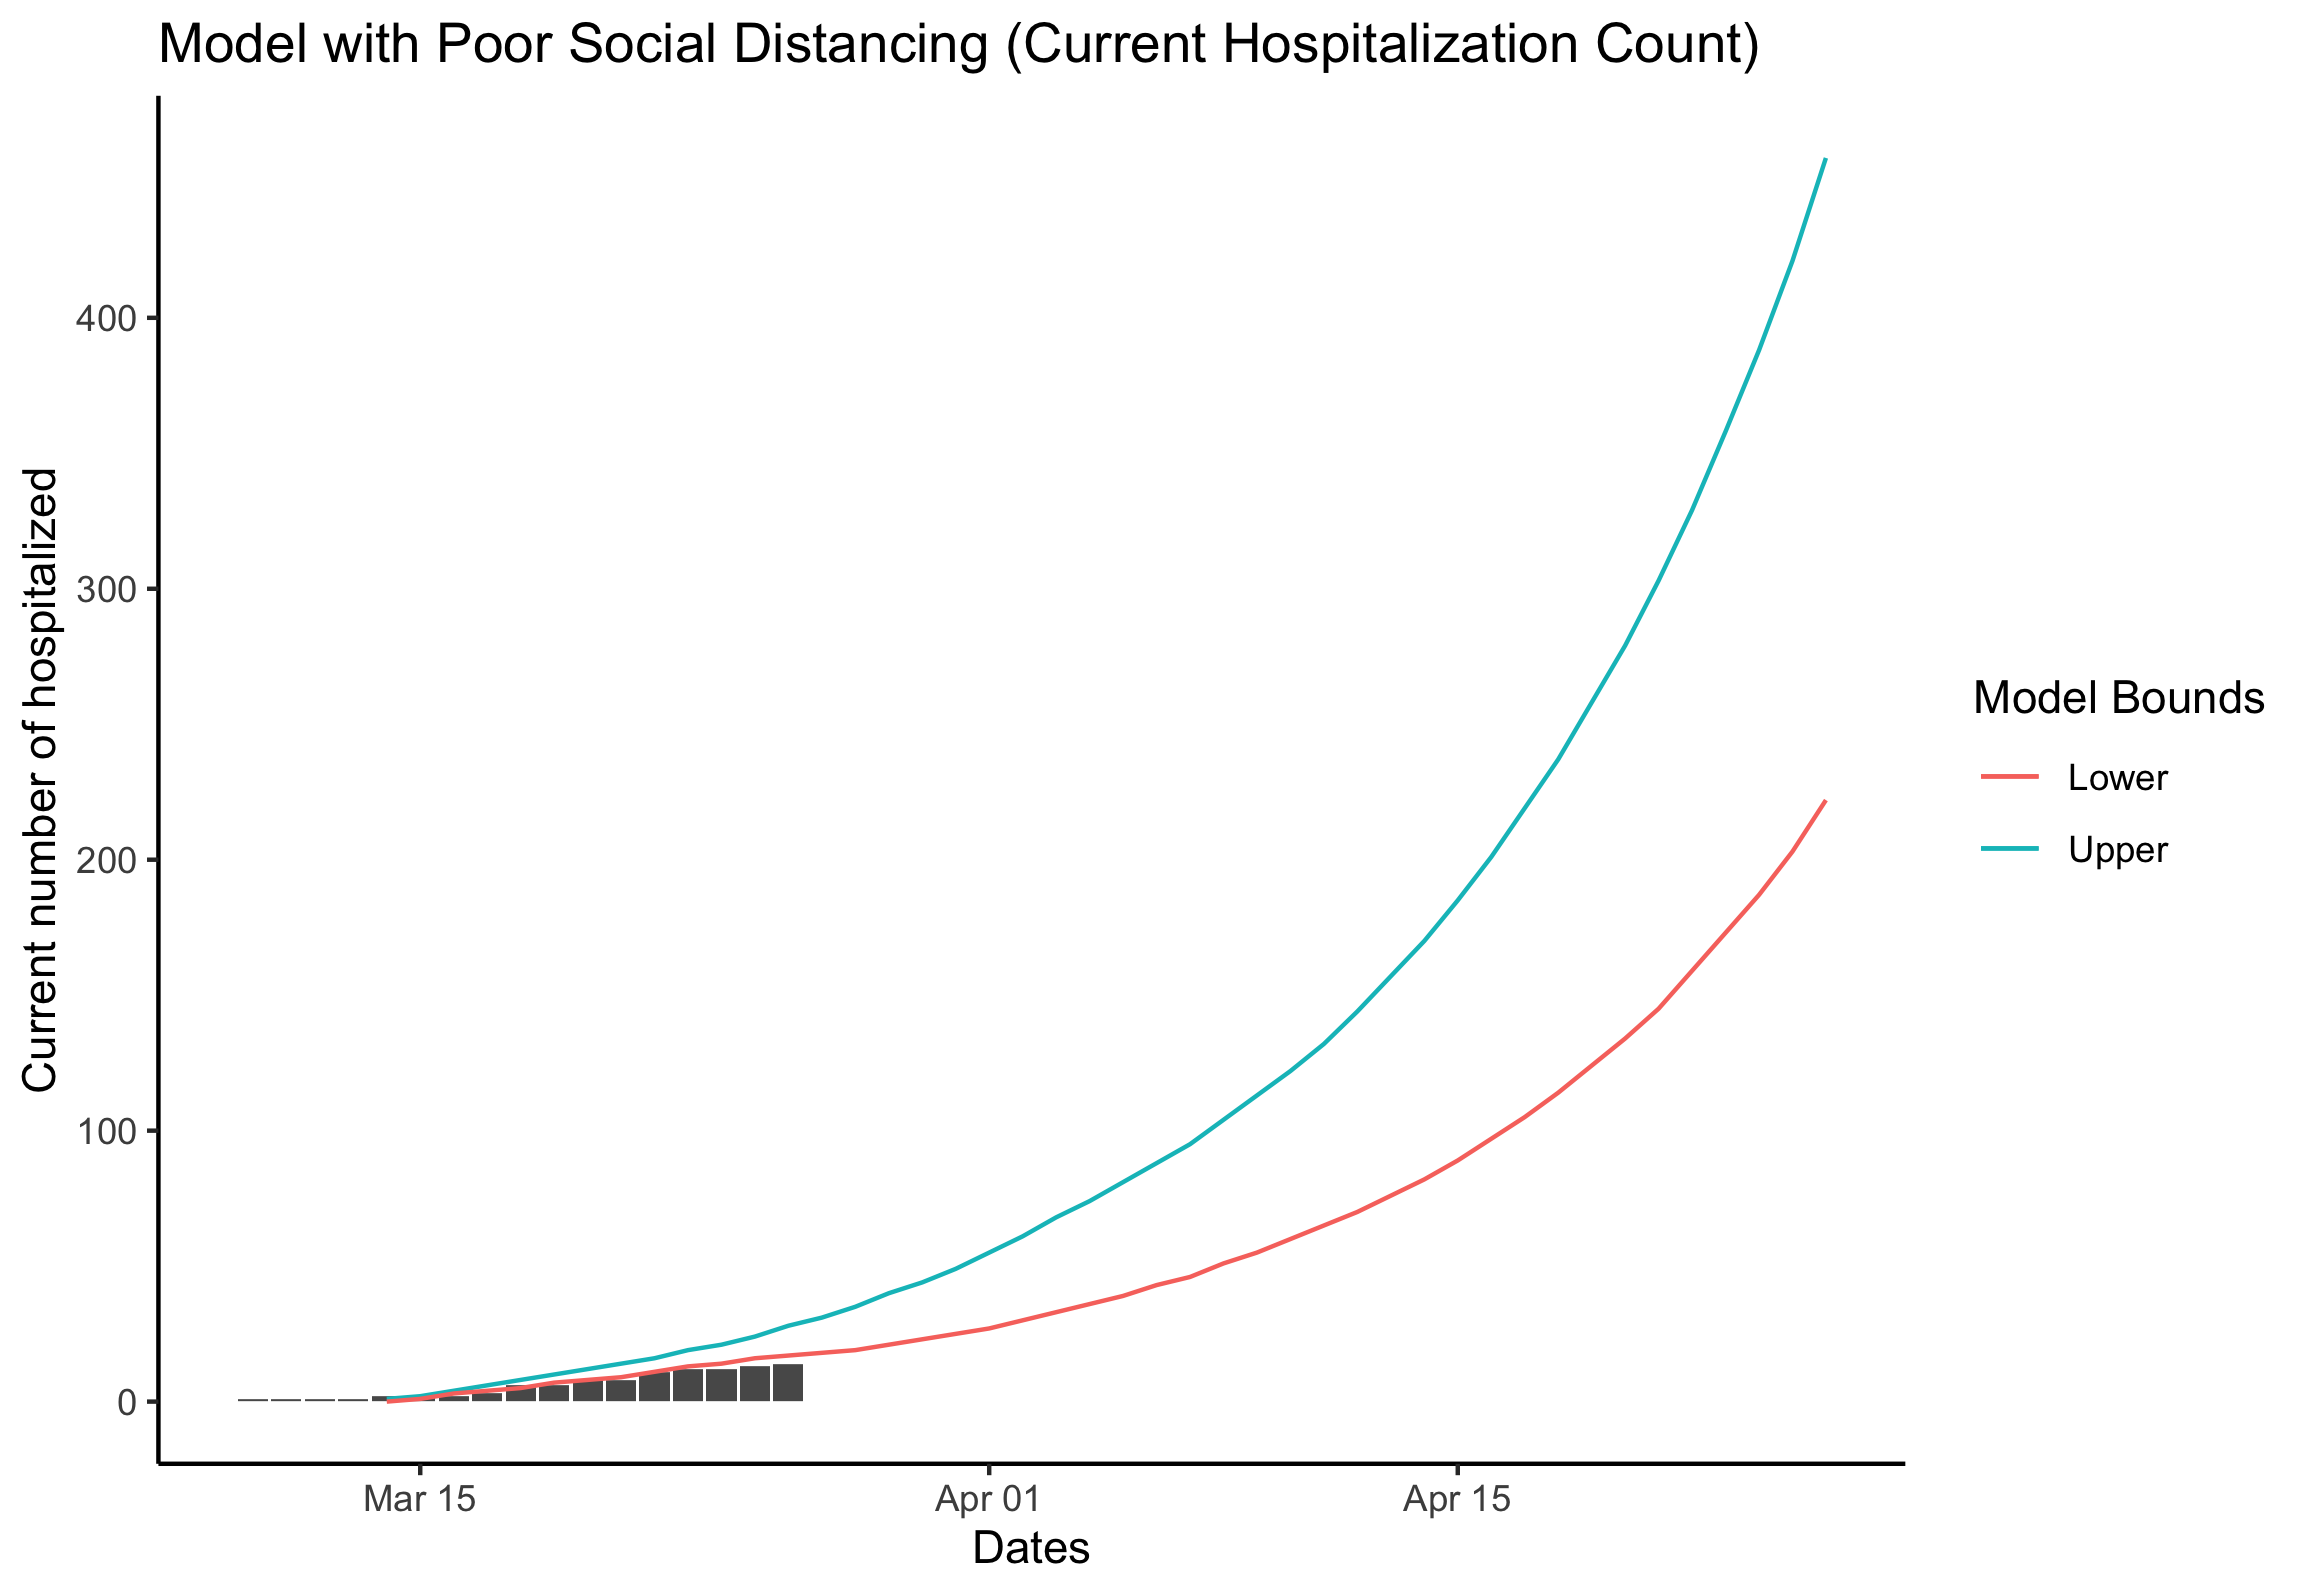 Model with Poor Social Distancing (Current Hospitalization Count)
Current number of hospitalized
400
300
200
100
0
Mar 15
Apr 01
Apr 15
Dates
Model Bounds
Lower
Upper